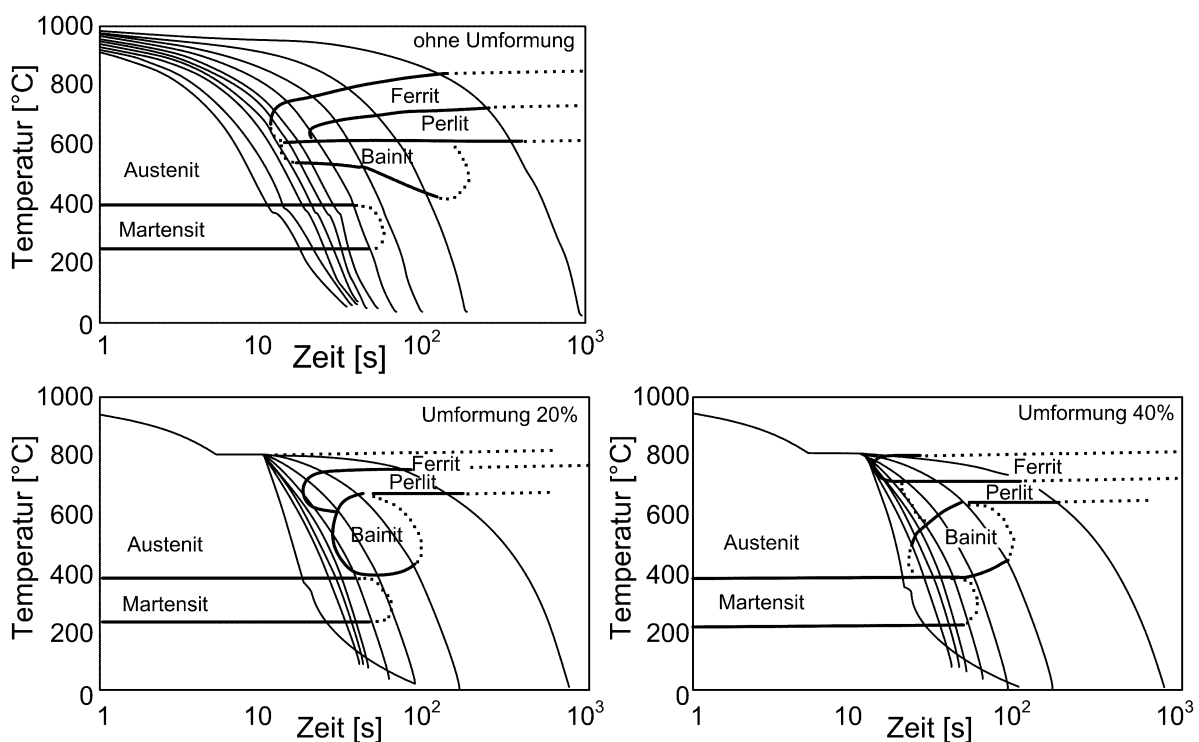 1000
ohne Umformung
800
Ferrit
Perlit
600
Bainit
Austenit
400
Martensit
200
0
Temperatur [°C]
1
10
10²
10³
Zeit [s]
1000
Umformung 20%
800
Ferrit
Perlit
600
Bainit
Austenit
400
Martensit
200
0
Temperatur [°C]
1
10
10²
10³
Zeit [s]
1000
Umformung 40%
800
Ferrit
Perlit
600
Bainit
Austenit
400
Martensit
200
0
Temperatur [°C]
1
10
10²
10³
Zeit [s]